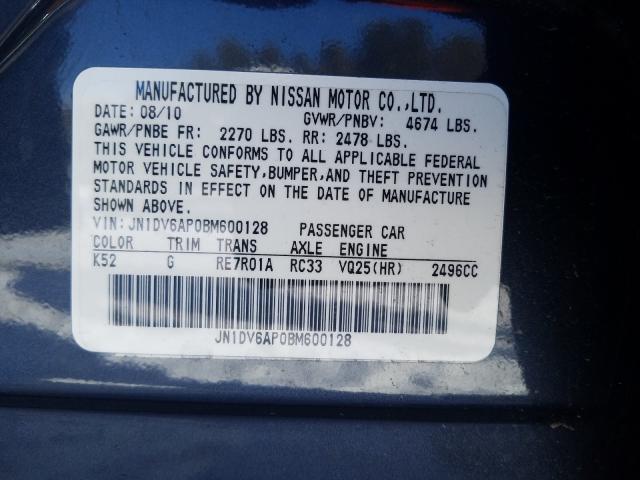 MANUFACTURED BY NISSAN MOTOR CO.,LTD.
DATE: 08/10 GVWR/PNBV: 4674 LBS.
GAWR/PNBE FR: 2270 LBS. RR: 2478 LBS.
THIS VEHICLE CONFORMS TO ALL APPLICABLE FEDERAL
MOTOR VEHICLE SAFETY,BUMPER,AND THEFT PREVENTION
STANDARDS IN EFFECT ON THE DATE OF MANUFACTURE
SHOWN ABOVE.
VIN:JN1DV6AP0BM600128 PASSENGER CAR
COLOR TRIM TRANS AXLE ENGINE
K52 G RE7R01A RC33 VQ25(HR) 2496CC
JN1DV6AP0BM600128